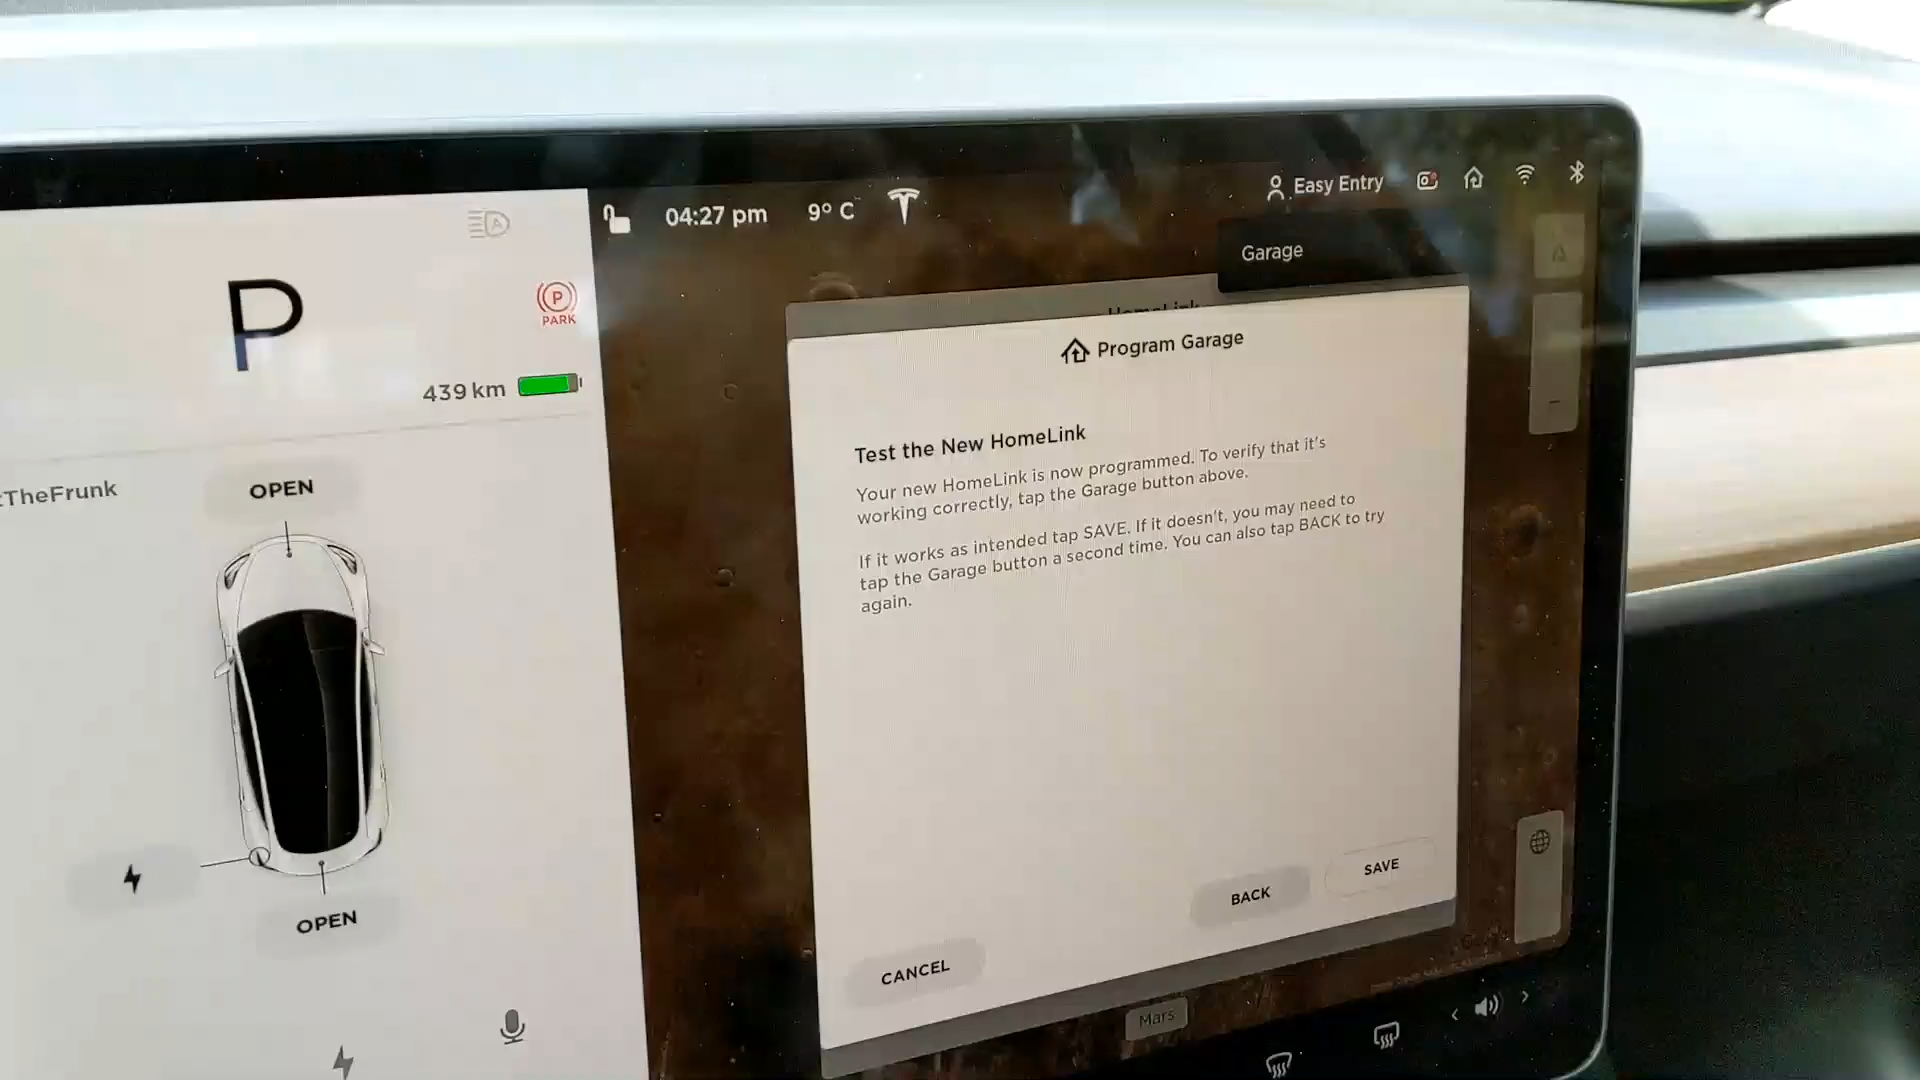 04:27 pm
9° C
Easy Entry
Garage
P
PARK
439 km
TheFrunk
OPEN
OPEN
HomeLink
Program Garage
Test the New HomeLink
Your new HomeLink is now programmed. To verify that it's
working correctly, tap the Garage button above.
If it works as intended tap SAVE. If it doesn't, you may need to
tap the Garage button a second time. You can also tap BACK to try
again.
BACK
SAVE
CANCEL
Mars